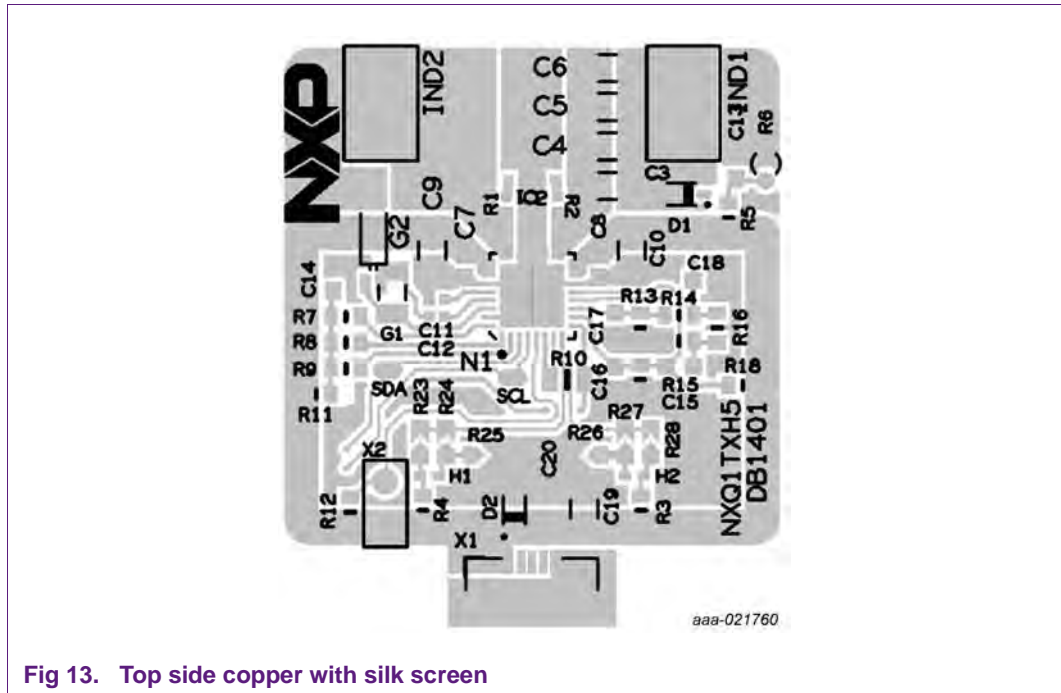 NXP
IND2
C6
C5
C4
IND1
C13
R6
C3
R5
D1
C9
C7
R1
R2
C8
C10
G2
C14
C18
R7
R8
R9
R11
G1
C11
C12
N1
R10
R13
R14
C17
R16
C16
R15
C15
R18
SDA
R23
R24
SCL
R25
R26
R27
R28
X2
H1
C20
H2
R12
R4
D2
C19
R3
X1
NXQ1TXH5
DB1401
aaa-021760
Fig 13. Top side copper with silk screen